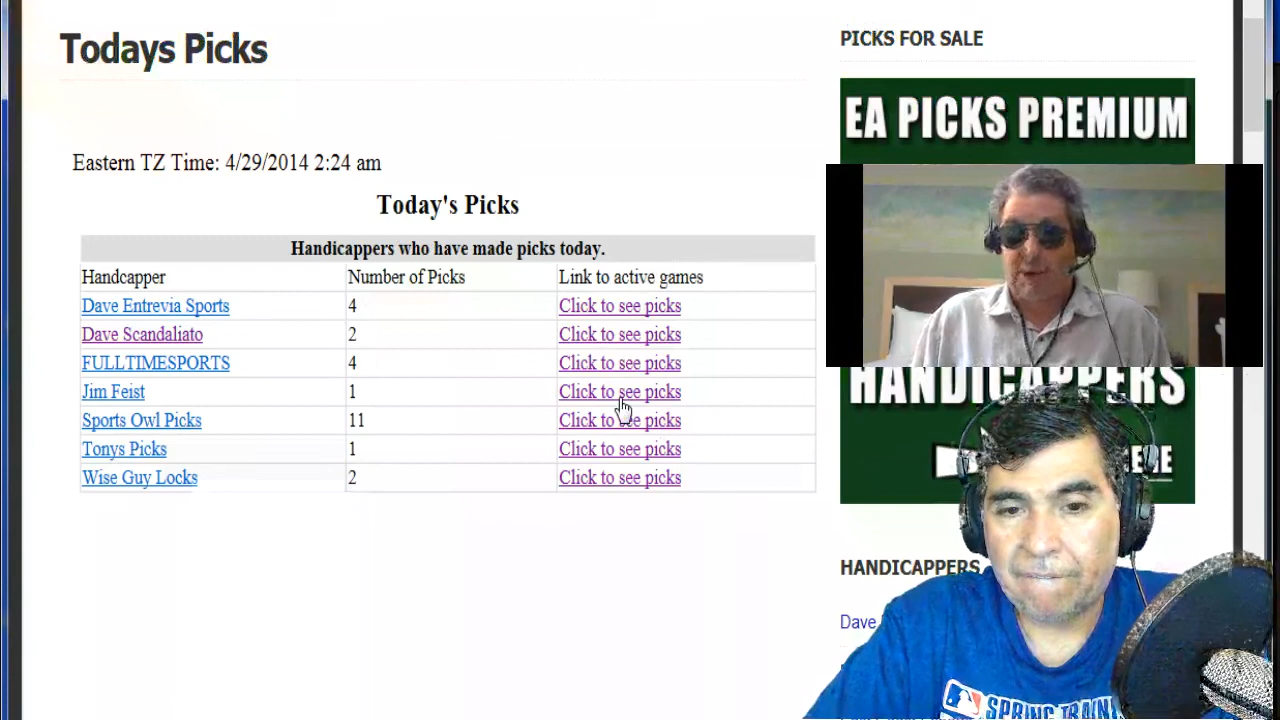 Todays Picks
PICKS FOR SALE
EA PICKS PREMIUM
Eastern TZ Time: 4/29/2014 2:24 am
Today's Picks
Handicappers who have made picks today.
Handcapper Number of Picks Link to active games
Dave Entrevia Sports 4 Click to see picks
Dave Scandaliato 2 Click to see picks
FULLTIMESPORTS 4 Click to see picks
Jim Feist 1 Click to see picks
Sports Owl Picks 11 Click to see picks
Tonys Picks 1 Click to see picks
Wise Guy Locks 2 Click to see picks
HANDICAPPERS
HANDICAPPERS
Dave
SPRING